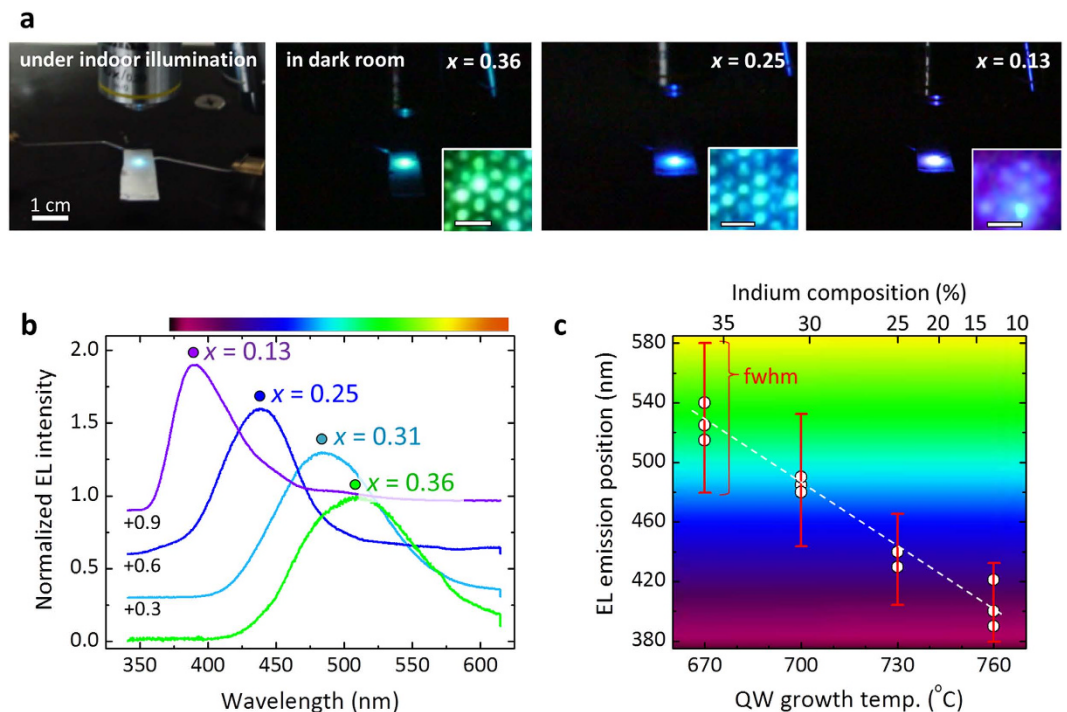 a
under indoor illumination
in dark room
x = 0.36
x = 0.25
x = 0.13
1 cm
b
2.0
1.5
1.0
0.5
0.0
Normalized EL intensity
x = 0.13
x = 0.25
x = 0.31
x = 0.36
+0.9
+0.6
+0.3
350 400 450 500 550 600
Wavelength (nm)
c
Indium composition (%)
35 30 25 20 15 10
580
540
500
460
420
380
EL emission position (nm)
fwhm
670 700 730 760
QW growth temp. (°C)